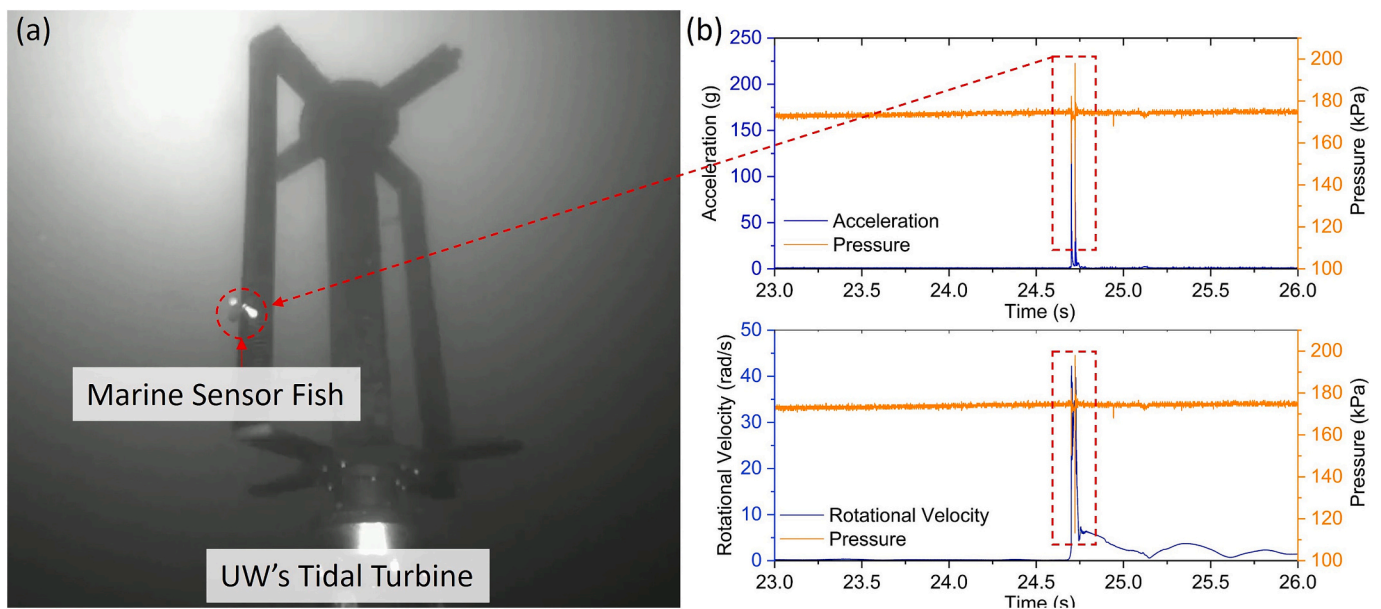 (a)
Marine Sensor Fish
UW's Tidal Turbine
(b)
250
200
150
100
50
0
Acceleration (g)
200
180
160
140
120
100
Pressure (kPa)
Acceleration
Pressure
23.0 23.5 24.0 24.5 25.0 25.5 26.0
Time (s)
50
40
30
20
10
0
Rotational Velocity (rad/s)
200
180
160
140
120
100
Pressure (kPa)
Rotational Velocity
Pressure
23.0 23.5 24.0 24.5 25.0 25.5 26.0
Time (s)